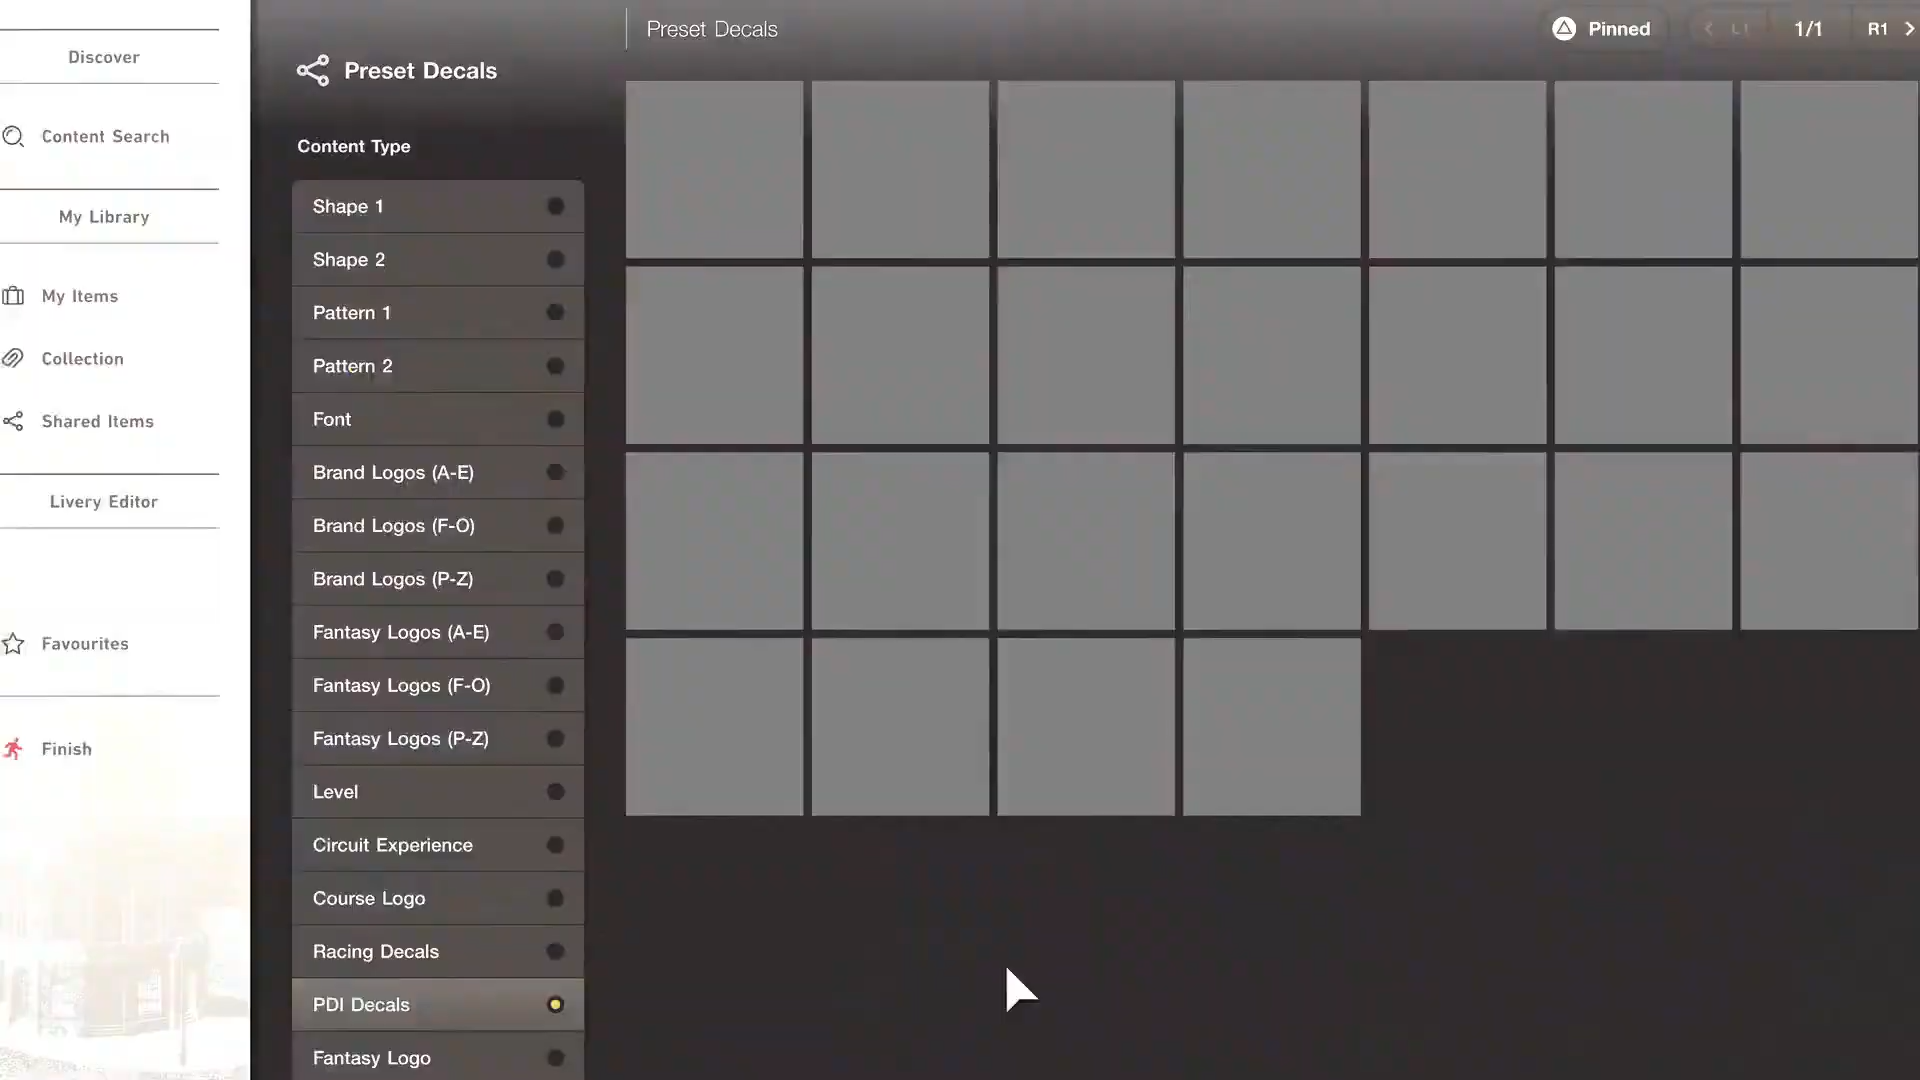 Discover
Content Search
My Library
My Items
Collection
Shared Items
Livery Editor
Favourites
Finish
Preset Decals
Content Type
Shape 1
Shape 2
Pattern 1
Pattern 2
Font
Brand Logos (A-E)
Brand Logos (F-O)
Brand Logos (P-Z)
Fantasy Logos (A-E)
Fantasy Logos (F-O)
Fantasy Logos (P-Z)
Level
Circuit Experience
Course Logo
Racing Decals
PDI Decals
Fantasy Logo
Preset Decals
Pinned
L1
1/1
R1